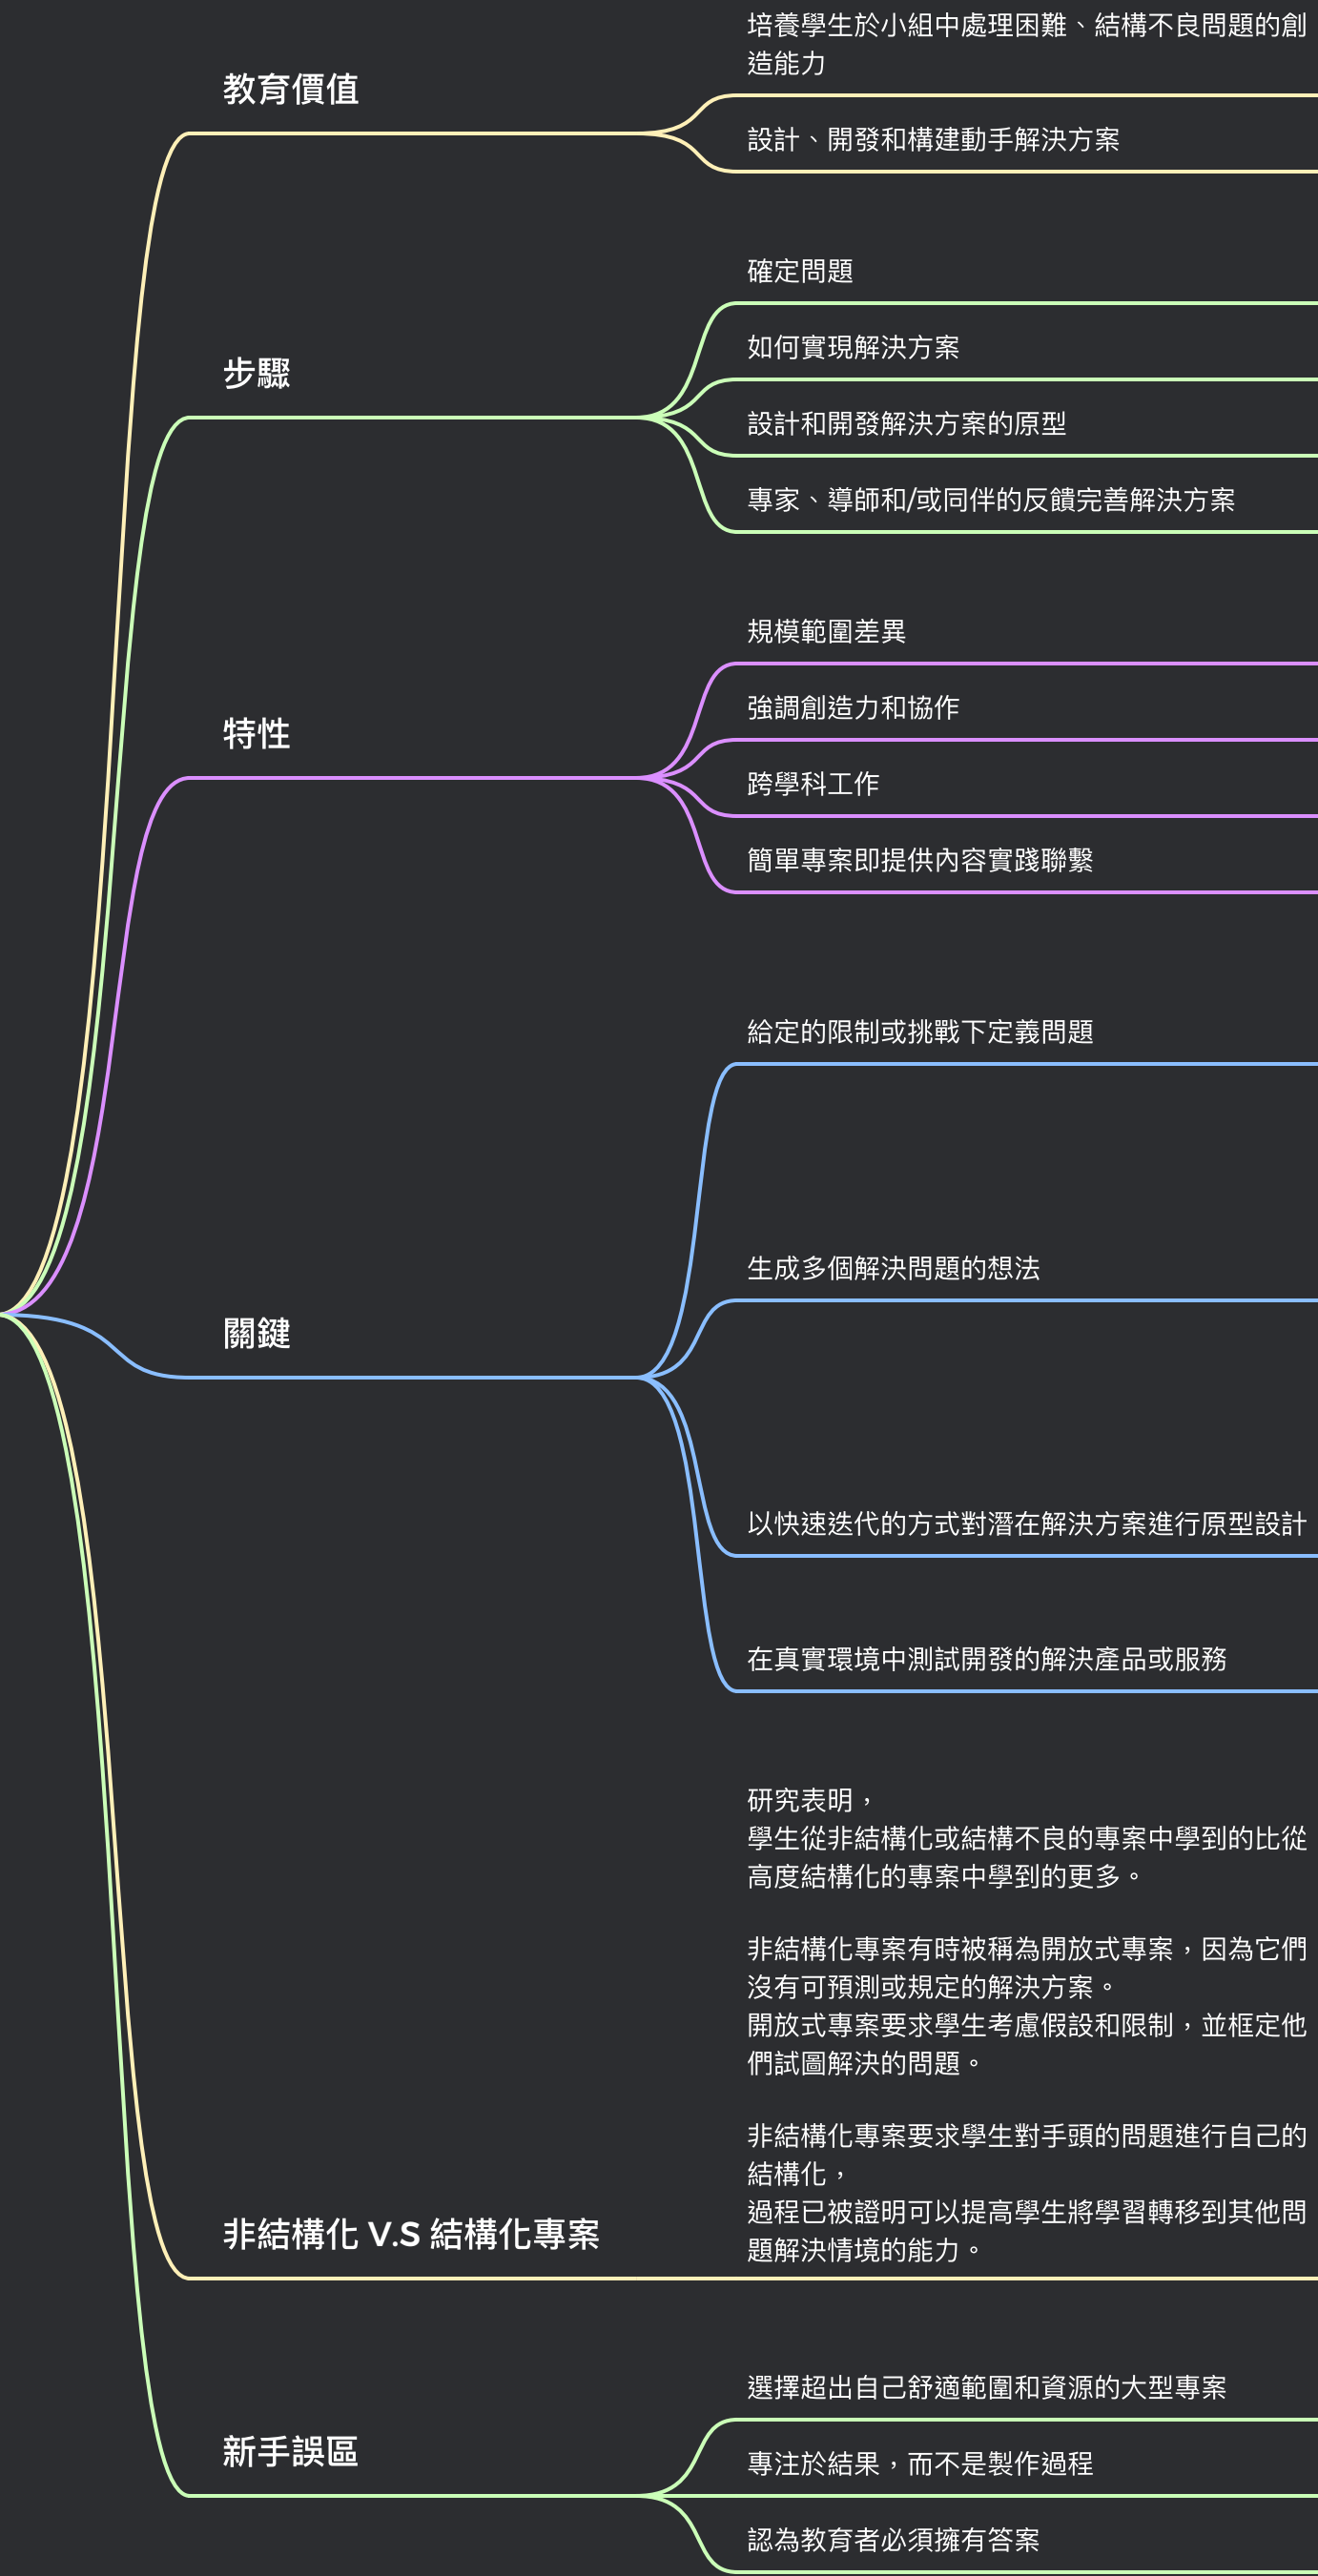 教育價值
培養學生於小組中處理困難、結構不良問題的創
造能力
設計、開發和構建動手解決方案
步驟
確定問題
如何實現解決方案
設計和開發解決方案的原型
專家、導師和/或同伴的反饋完善解決方案
特性
規模範圍差異
強調創造力和協作
跨學科工作
簡單專案即提供內容實踐聯繫
關鍵
給定的限制或挑戰下定義問題
生成多個解決問題的想法
以快速迭代的方式對潛在解決方案進行原型設計
在真實環境中測試開發的解決產品或服務
非結構化 V.S 結構化專案
研究表明，
學生從非結構化或結構不良的專案中學到的比從
高度結構化的專案中學到的更多。
非結構化專案有時被稱為開放式專案，因為它們
沒有可預測或規定的解決方案。
開放式專案要求學生考慮假設和限制，並框定他
們試圖解決的問題。
非結構化專案要求學生對手頭的問題進行自己的
結構化，
過程已被證明可以提高學生將學習轉移到其他問
題解決情境的能力。
新手誤區
選擇超出自己舒適範圍和資源的大型專案
專注於結果，而不是製作過程
認為教育者必須擁有答案